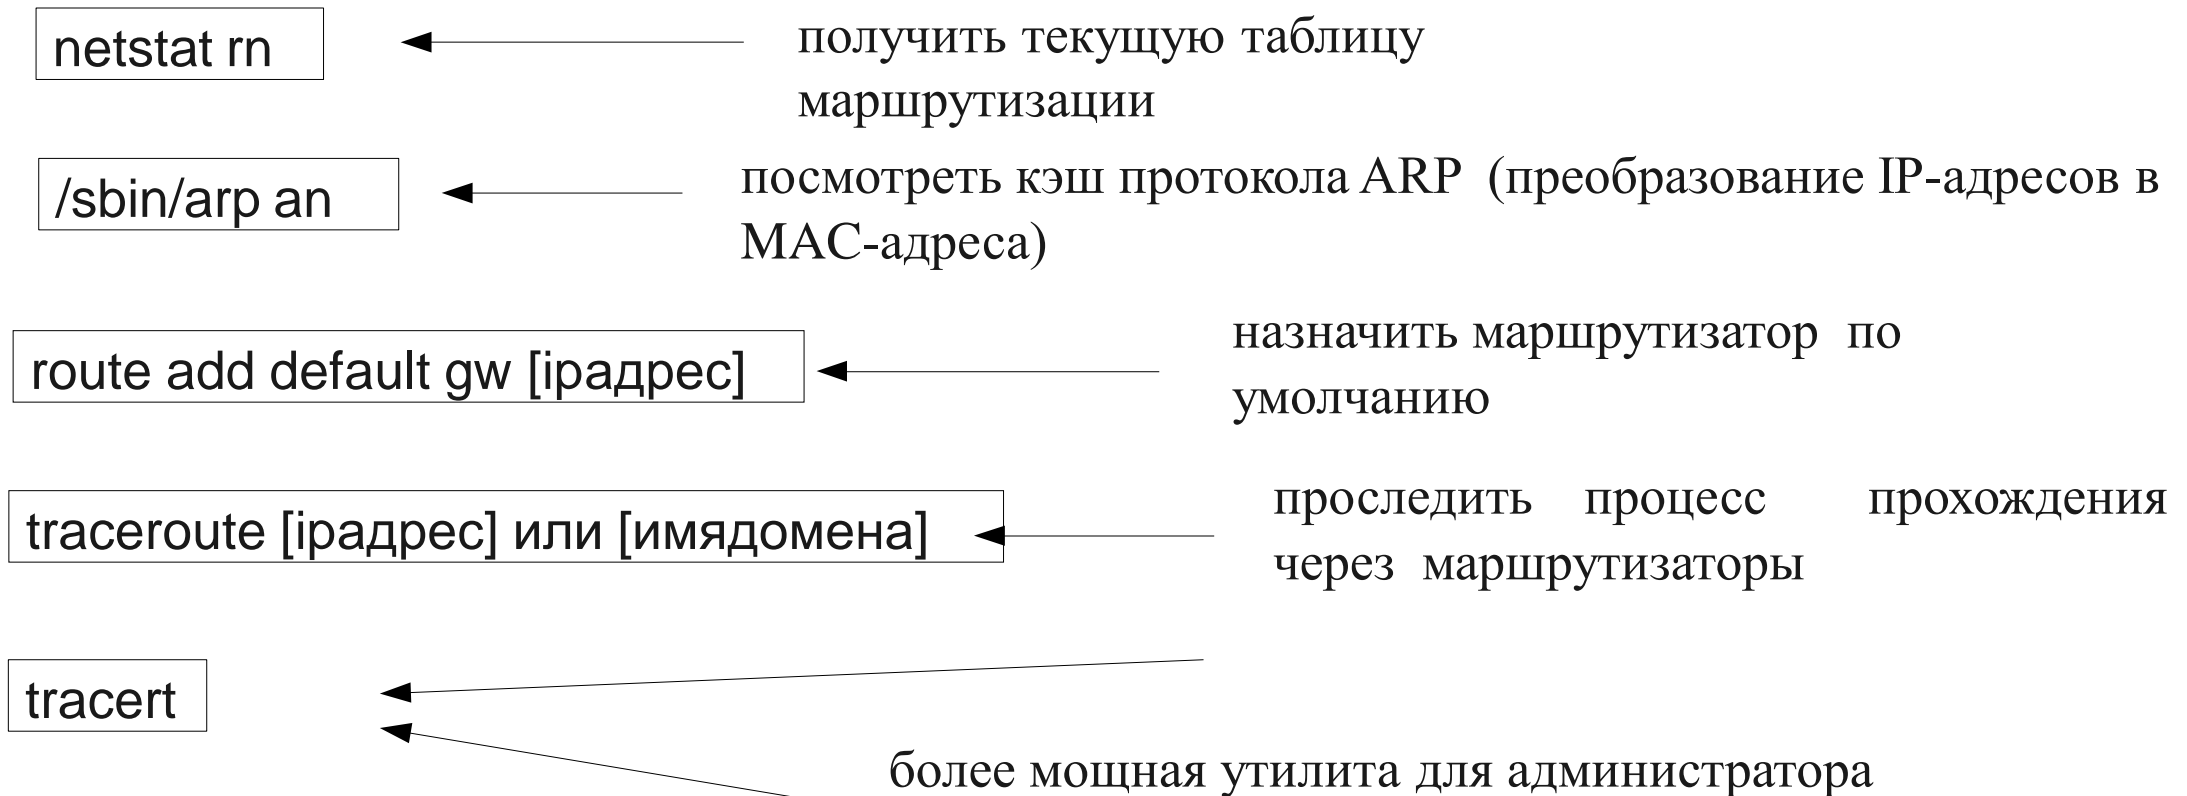 netstat rn
получить текущую таблицу
маршрутизации
/sbin/arp an
посмотреть кэш протокола ARP (преобразование IP-адресов в
MAC-адреса)
route add default gw [ipадрес]
назначить маршрутизатор по
умолчанию
traceroute [ipадрес] или [имядомена]
проследить процесс прохождения
через маршрутизаторы
tracert
более мощная утилита для администратора